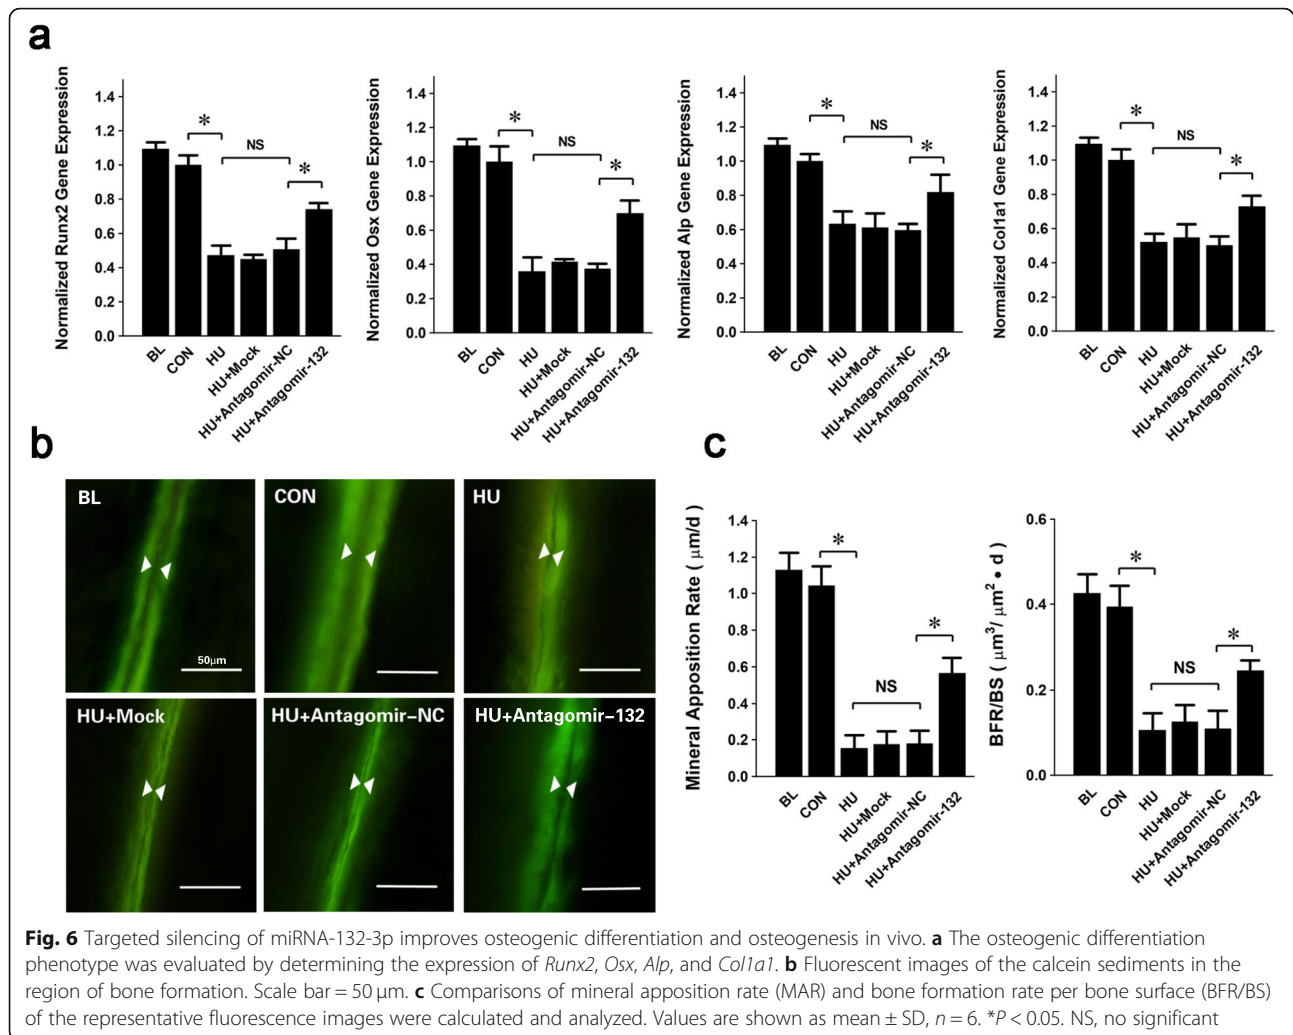 a
Normalized Runx2 Gene Expression
1.4
1.2
1.0
0.8
0.6
0.4
0.2
0.0
*
NS
*
BL
CON
HU
HU+Mock
HU+Antagomir-NC
HU+Antagomir-132
Normalized Osx Gene Expression
1.4
1.2
1.0
0.8
0.6
0.4
0.2
0.0
*
NS
*
BL
CON
HU
HU+Mock
HU+Antagomir-NC
HU+Antagomir-132
Normalized Alp Gene Expression
1.4
1.2
1.0
0.8
0.6
0.4
0.2
0.0
*
NS
*
BL
CON
HU
HU+Mock
HU+Antagomir-NC
HU+Antagomir-132
Normalized Col1a1 Gene Expression
1.4
1.2
1.0
0.8
0.6
0.4
0.2
0.0
*
NS
*
BL
CON
HU
HU+Mock
HU+Antagomir-NC
HU+Antagomir-132
b
BL
50μm
CON
HU
HU+Mock
HU+Antagomir–NC
HU+Antagomir–132
c
Mineral Apposition Rate ( μm/d )
1.4
1.2
1.0
0.8
0.6
0.4
0.2
0.0
*
NS
*
BL
CON
HU
HU+Mock
HU+Antagomir-NC
HU+Antagomir-132
BFR/BS ( μm³/ μm² • d )
0.6
0.4
0.2
0.0
*
NS
*
BL
CON
HU
HU+Mock
HU+Antagomir-NC
HU+Antagomir-132
Fig. 6 Targeted silencing of miRNA-132-3p improves osteogenic differentiation and osteogenesis in vivo. a The osteogenic differentiation
phenotype was evaluated by determining the expression of Runx2, Osx, Alp, and Col1a1. b Fluorescent images of the calcein sediments in the
region of bone formation. Scale bar = 50 μm. c Comparisons of mineral apposition rate (MAR) and bone formation rate per bone surface (BFR/BS)
of the representative fluorescence images were calculated and analyzed. Values are shown as mean ± SD, n = 6. *P < 0.05. NS, no significant